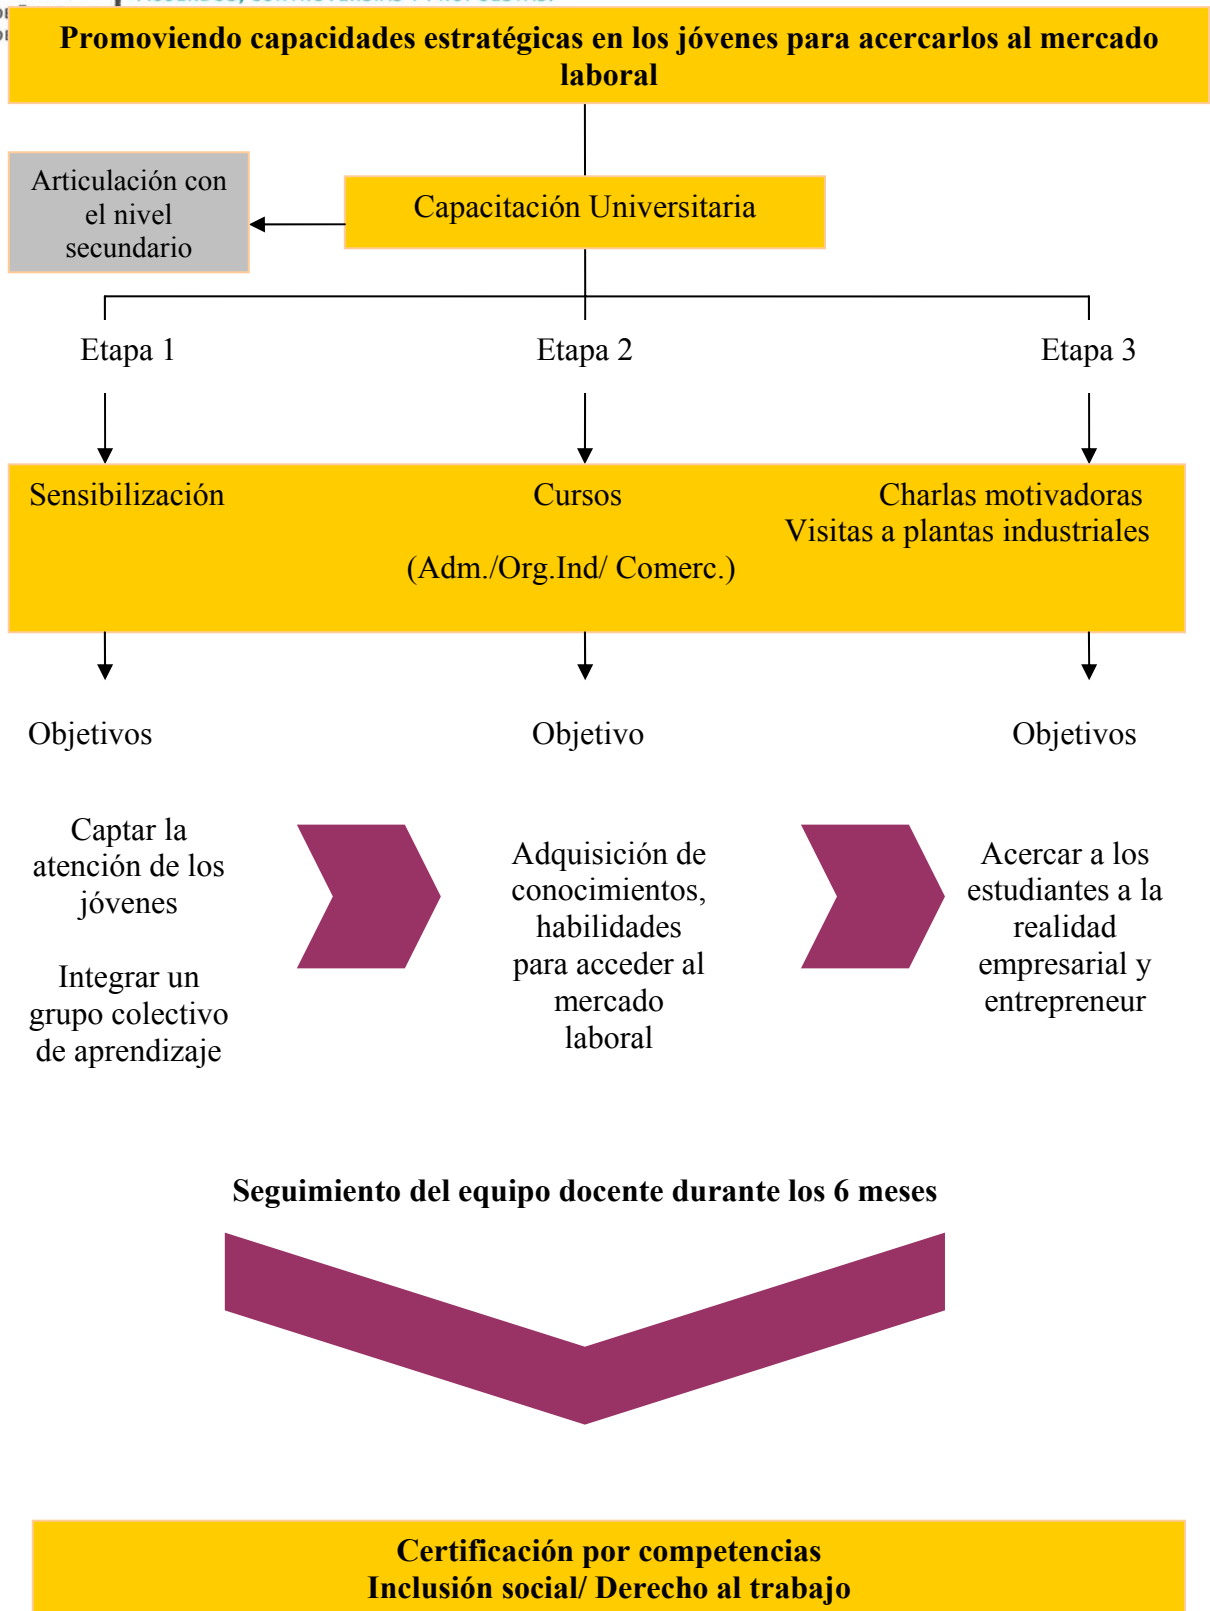 Promoviendo capacidades estratégicas en los jóvenes para acercarlos al mercado
laboral
Articulación con
el nivel
secundario
Capacitación Universitaria
Etapa 1
Etapa 2
Etapa 3
Sensibilización
Cursos
(Adm./Org.Ind/ Comerc.)
Charlas motivadoras
Visitas a plantas industriales
Objetivos
Objetivo
Objetivos
Captar la
atención de los
jóvenes
Integrar un
grupo colectivo
de aprendizaje
Adquisición de
conocimientos,
habilidades
para acceder al
mercado
laboral
Acercar a los
estudiantes a la
realidad
empresarial y
entrepreneur
Seguimiento del equipo docente durante los 6 meses
Certificación por competencias
Inclusión social/ Derecho al trabajo